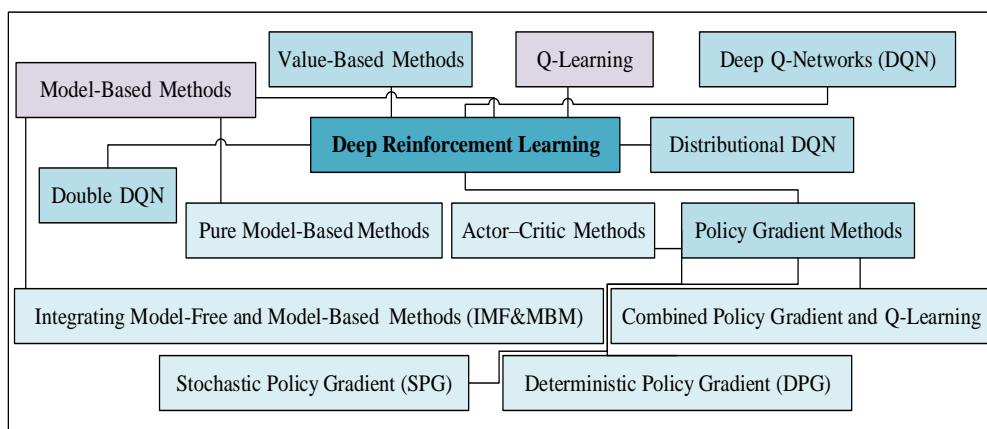 Value-Based Methods
Q-Learning
Deep Q-Networks (DQN)
Model-Based Methods
Deep Reinforcement Learning
Distributional DQN
Double DQN
Pure Model-Based Methods
Actor–Critic Methods
Policy Gradient Methods
Integrating Model-Free and Model-Based Methods (IMF&MBM)
Combined Policy Gradient and Q-Learning
Stochastic Policy Gradient (SPG)
Deterministic Policy Gradient (DPG)